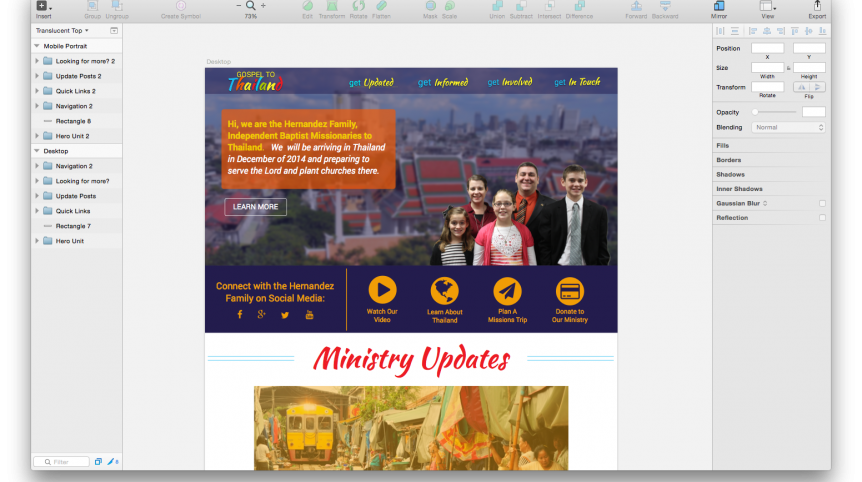 Insert
Group Ungroup
Create Symbol
73%
Edit Transform Rotate Flatten
Mask Scale
Union Subtract Intersect Difference
Forward Backward
Mirror
View
Export
Translucent Top
Mobile Portrait
Looking for more? 2
Update Posts 2
Quick Links 2
Navigation 2
Rectangle 8
Hero Unit 2
Desktop
Navigation 2
Looking for more?
Update Posts
Quick Links
Rectangle 7
Hero Unit
Filter
8
Desktop
GOSPEL TO
Thailand
get Updated
get Informed
get Involved
get In Touch
Hi, we are the Hernandez Family,
Independent Baptist Missionaries to
Thailand. We will be arriving in Thailand
in December of 2014 and preparing to
serve the Lord and plant churches there.
LEARN MORE
Connect with the Hernandez
Family on Social Media:
Watch Our
Video
Learn About
Thailand
Plan A
Missions Trip
Donate to
Our Ministry
Ministry Updates
Position
X Y
Size
Width Height
Transform
Rotate Flip
Opacity
Blending Normal
Fills
Borders
Shadows
Inner Shadows
Gaussian Blur
Reflection